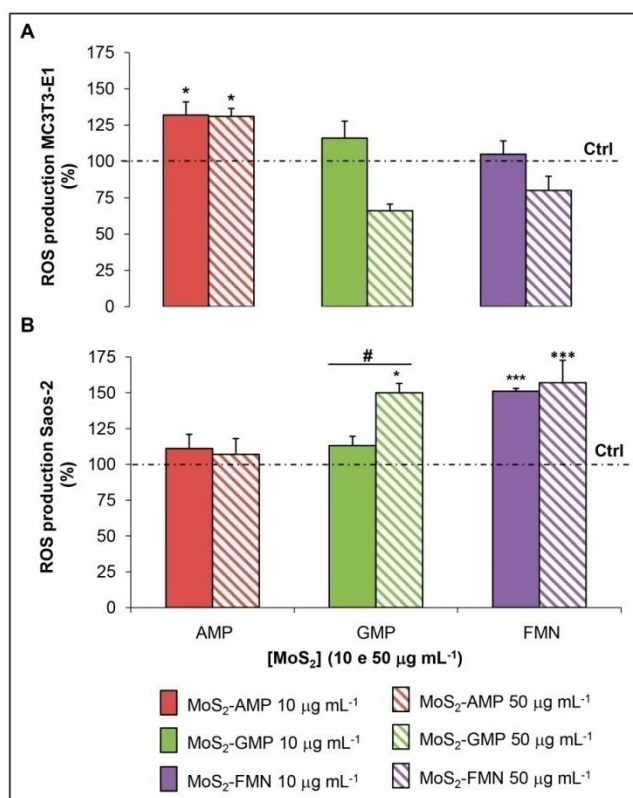 A
ROS production MC3T3-E1
(%)
175
150
125
100
75
50
25
0
* *
Ctrl
B
ROS production Saos-2
(%)
175
150
125
100
75
50
25
0
#
*
*** ***
Ctrl
AMP GMP FMN
[MoS₂] (10 e 50 µg mL⁻¹)
MoS₂-AMP 10 µg mL⁻¹ MoS₂-AMP 50 µg mL⁻¹
MoS₂-GMP 10 µg mL⁻¹ MoS₂-GMP 50 µg mL⁻¹
MoS₂-FMN 10 µg mL⁻¹ MoS₂-FMN 50 µg mL⁻¹